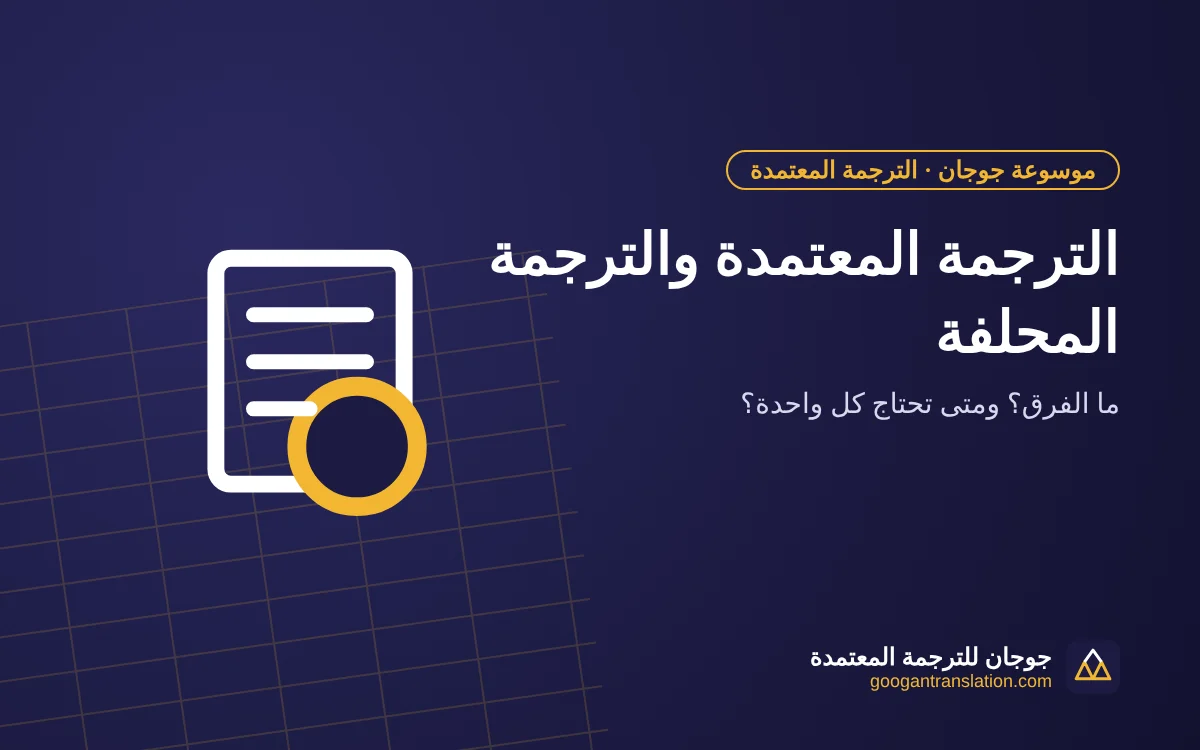 موسوعة جوجان · الترجمة المعتمدة
الترجمة المعتمدة والترجمة
المحلفة
ما الفرق؟ ومتى تحتاج كل واحدة؟
جوجان للترجمة المعتمدة
googantranslation.com